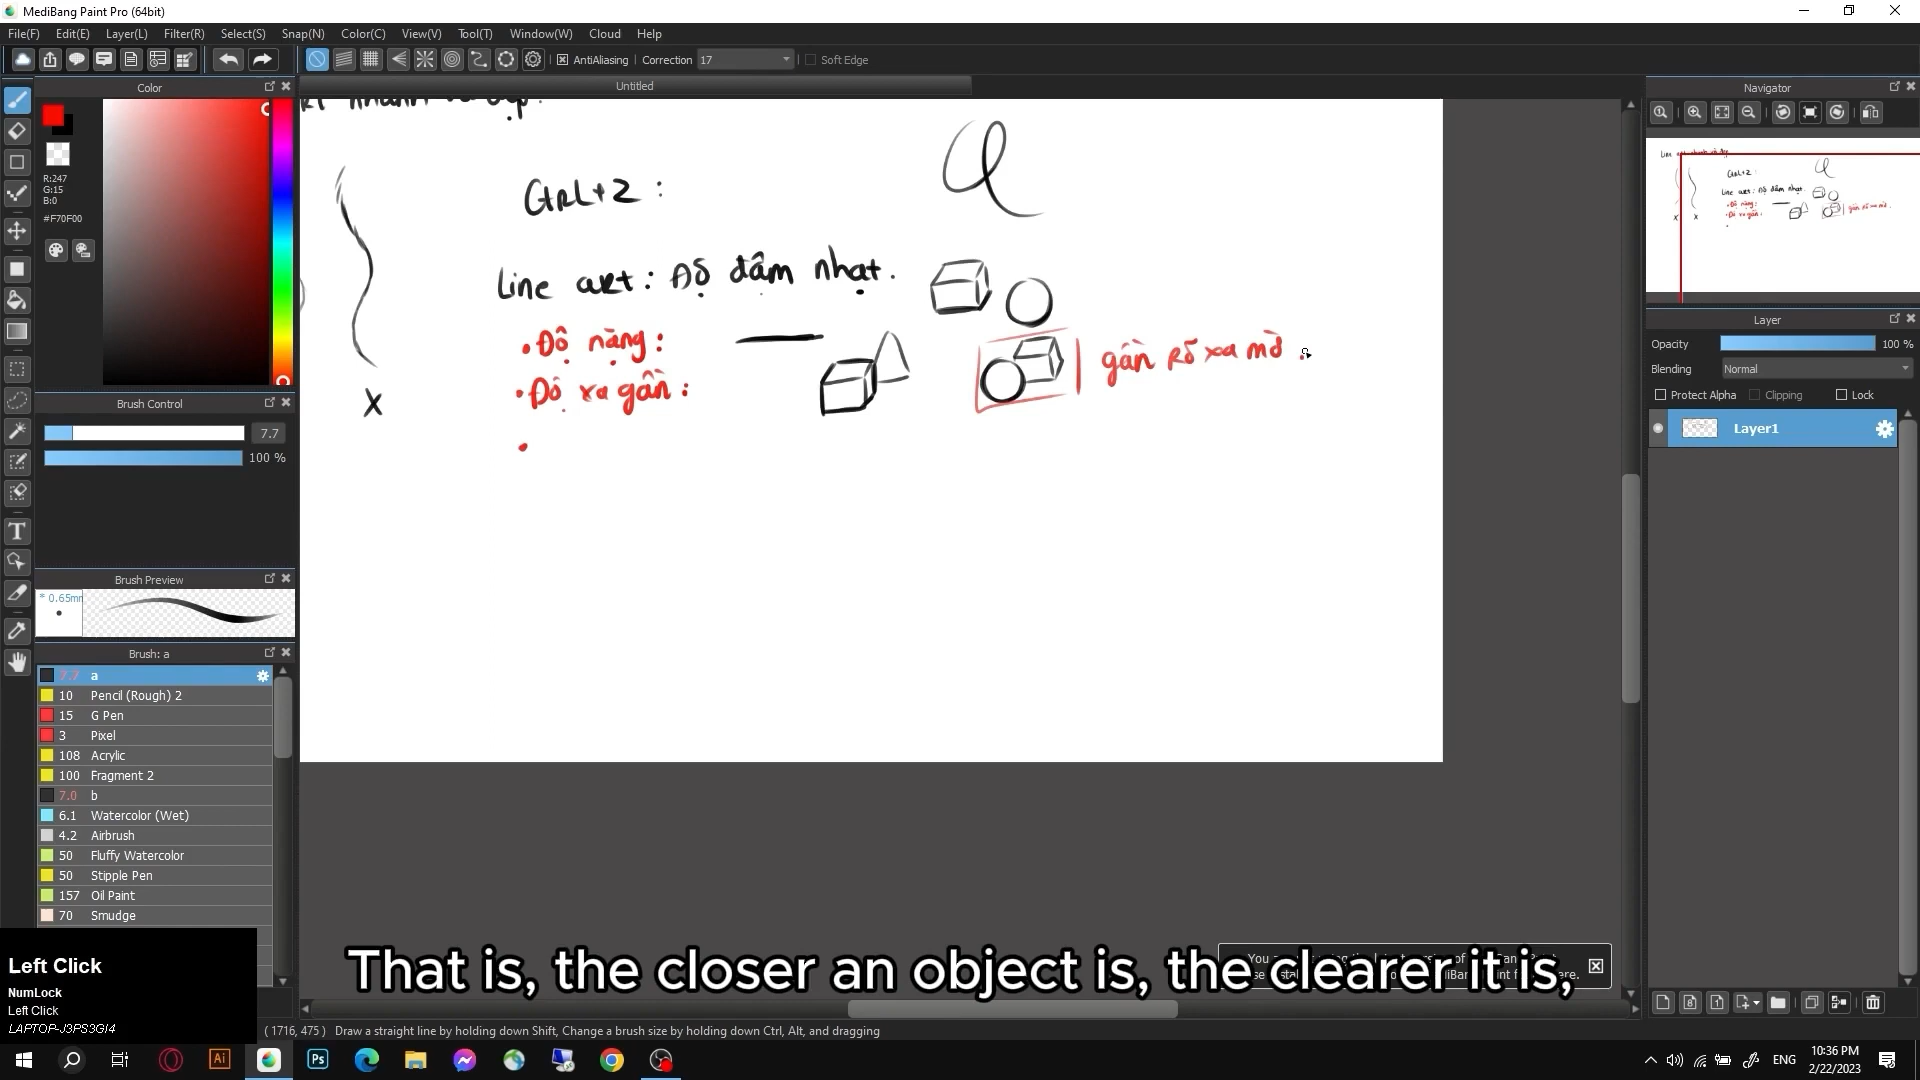 MediBang Paint Pro (64bit)
File(F) Edit(E) Layer(L) Filter(R) Select(S) Snap(N) Color(C) View(V) Tool(T) Window(W) Cloud Help
AntiAliasing Correction 17 Soft Edge
Color
Untitled
Navigator
R:247
G:15
B:0
#F70F00
Ctrl+Z :
Line art : Độ đậm nhạt.
• Độ nặng :
• Độ xa gần :
gần rõ xa mờ
x
Brush Control
7.7
100 %
Brush Preview
* 0.65mm
Brush: a
7.7 a
10 Pencil (Rough) 2
15 G Pen
3 Pixel
108 Acrylic
100 Fragment 2
7.0 b
6.1 Watercolor (Wet)
4.2 Airbrush
50 Fluffy Watercolor
50 Stipple Pen
157 Oil Paint
70 Smudge
Layer
Opacity 100 %
Blending Normal
Protect Alpha Clipping Lock
Layer1
That is, the closer an object is, the clearer it is,
Left Click
NumLock
Left Click
LAPTOP-J3PS3GI4
( 1716, 475 ) Draw a straight line by holding down Shift, Change a brush size by holding down Ctrl, Alt, and dragging
ENG
10:36 PM
2/22/2023